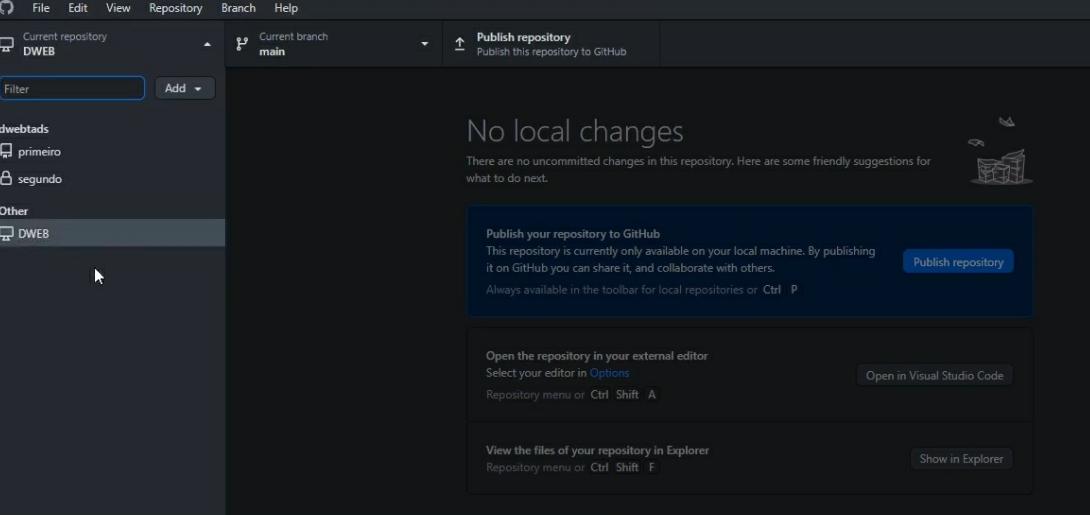 File Edit View Repository Branch Help
Current repository
DWEB
Current branch
main
Publish repository
Publish this repository to GitHub
Filter
Add
dwebtads
primeiro
segundo
Other
DWEB
No local changes
There are no uncommitted changes in this repository. Here are some friendly suggestions for
what to do next.
Publish your repository to GitHub
This repository is currently only available on your local machine. By publishing
it on GitHub you can share it, and collaborate with others.
Always available in the toolbar for local repositories or Ctrl P
Publish repository
Open the repository in your external editor
Select your editor in Options
Repository menu or Ctrl Shift A
Open in Visual Studio Code
View the files of your repository in Explorer
Repository menu or Ctrl Shift F
Show in Explorer